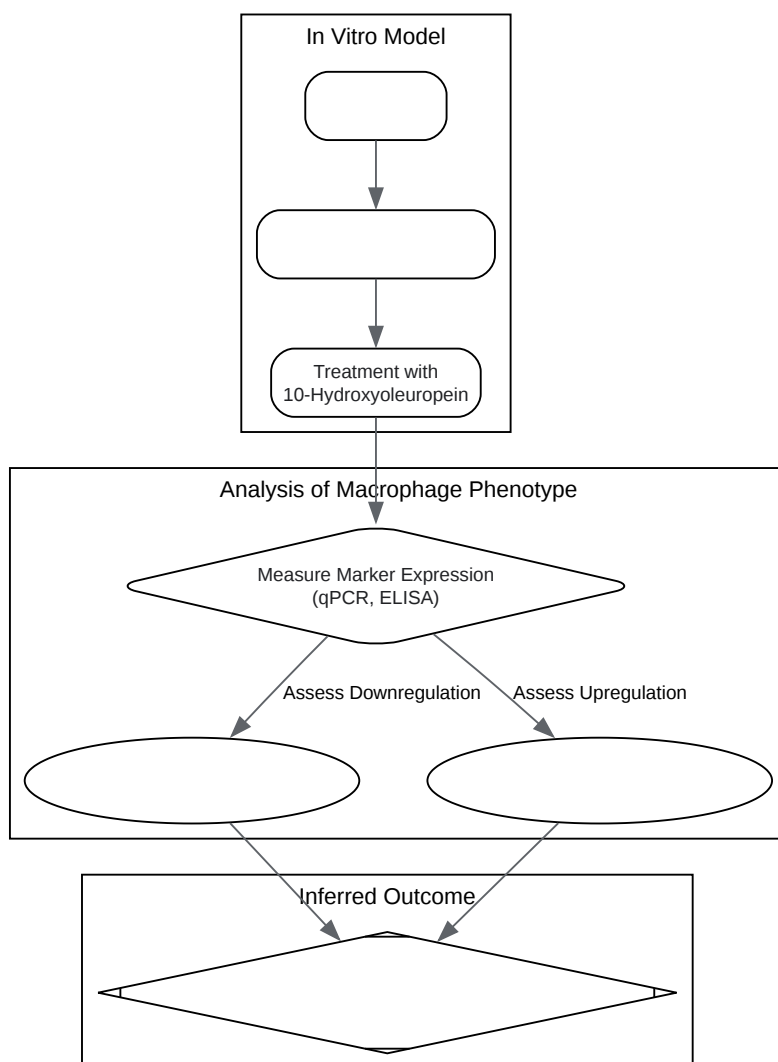 In Vitro Model
Treatment with
10-Hydroxyoleuropein
Analysis of Macrophage Phenotype
Measure Marker Expression
(qPCR, ELISA)
Assess Downregulation
Assess Upregulation
Inferred Outcome